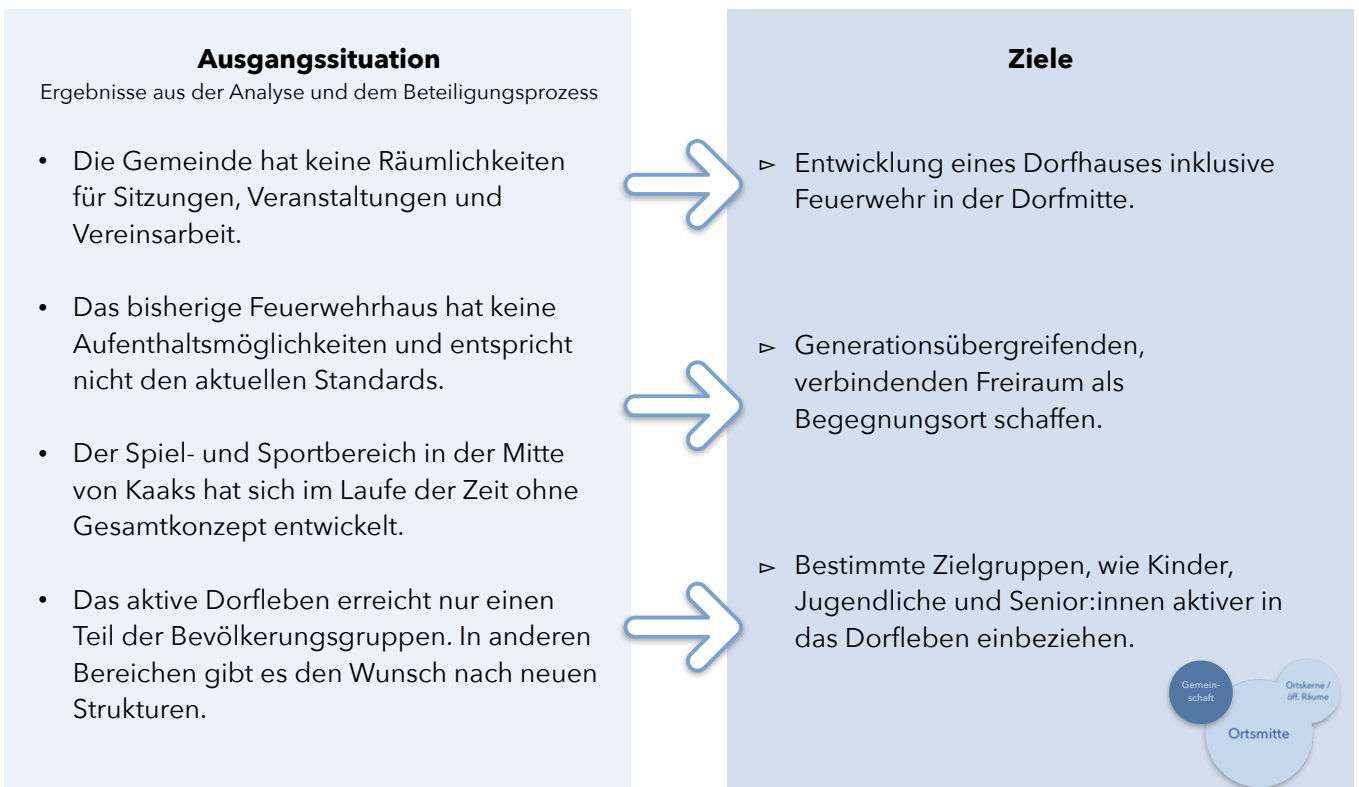 Ausgangssituation
Ergebnisse aus der Analyse und dem Beteiligungsprozess
• Die Gemeinde hat keine Räumlichkeiten
für Sitzungen, Veranstaltungen und
Vereinsarbeit.
• Das bisherige Feuerwehrhaus hat keine
Aufenthaltsmöglichkeiten und entspricht
nicht den aktuellen Standards.
• Der Spiel- und Sportbereich in der Mitte
von Kaaks hat sich im Laufe der Zeit ohne
Gesamtkonzept entwickelt.
• Das aktive Dorfleben erreicht nur einen
Teil der Bevölkerungsgruppen. In anderen
Bereichen gibt es den Wunsch nach neuen
Strukturen.
Ziele
▻ Entwicklung eines Dorfhauses inklusive
Feuerwehr in der Dorfmitte.
▻ Generationsübergreifenden,
verbindenden Freiraum als
Begegnungsort schaffen.
▻ Bestimmte Zielgruppen, wie Kinder,
Jugendliche und Senior:innen aktiver in
das Dorfleben einbeziehen.
Gemein-
schaft
Ortskerne /
öff. Räume
Ortsmitte